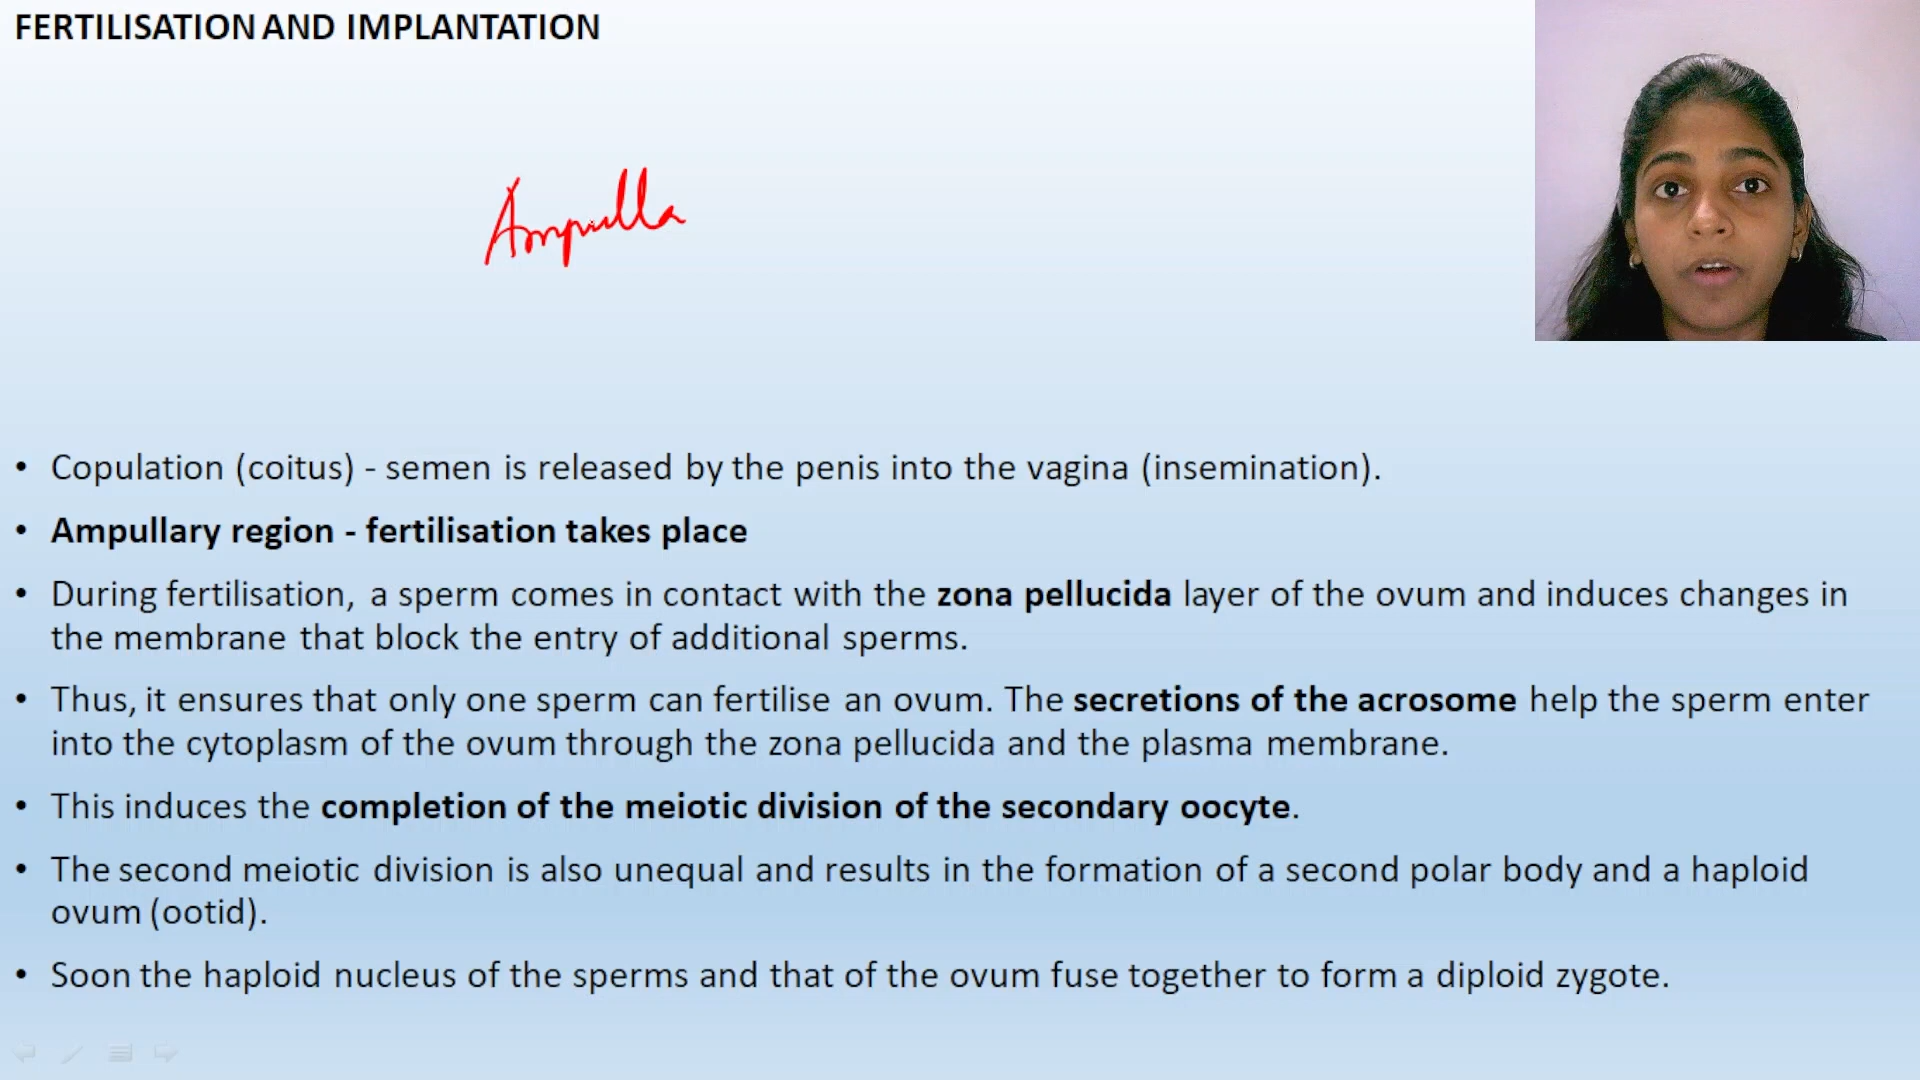 FERTILISATION AND IMPLANTATION
Ampulla
• Copulation (coitus) - semen is released by the penis into the vagina (insemination).
• Ampullary region - fertilisation takes place
• During fertilisation, a sperm comes in contact with the zona pellucida layer of the ovum and induces changes in
the membrane that block the entry of additional sperms.
• Thus, it ensures that only one sperm can fertilise an ovum. The secretions of the acrosome help the sperm enter
into the cytoplasm of the ovum through the zona pellucida and the plasma membrane.
• This induces the completion of the meiotic division of the secondary oocyte.
• The second meiotic division is also unequal and results in the formation of a second polar body and a haploid
ovum (ootid).
• Soon the haploid nucleus of the sperms and that of the ovum fuse together to form a diploid zygote.